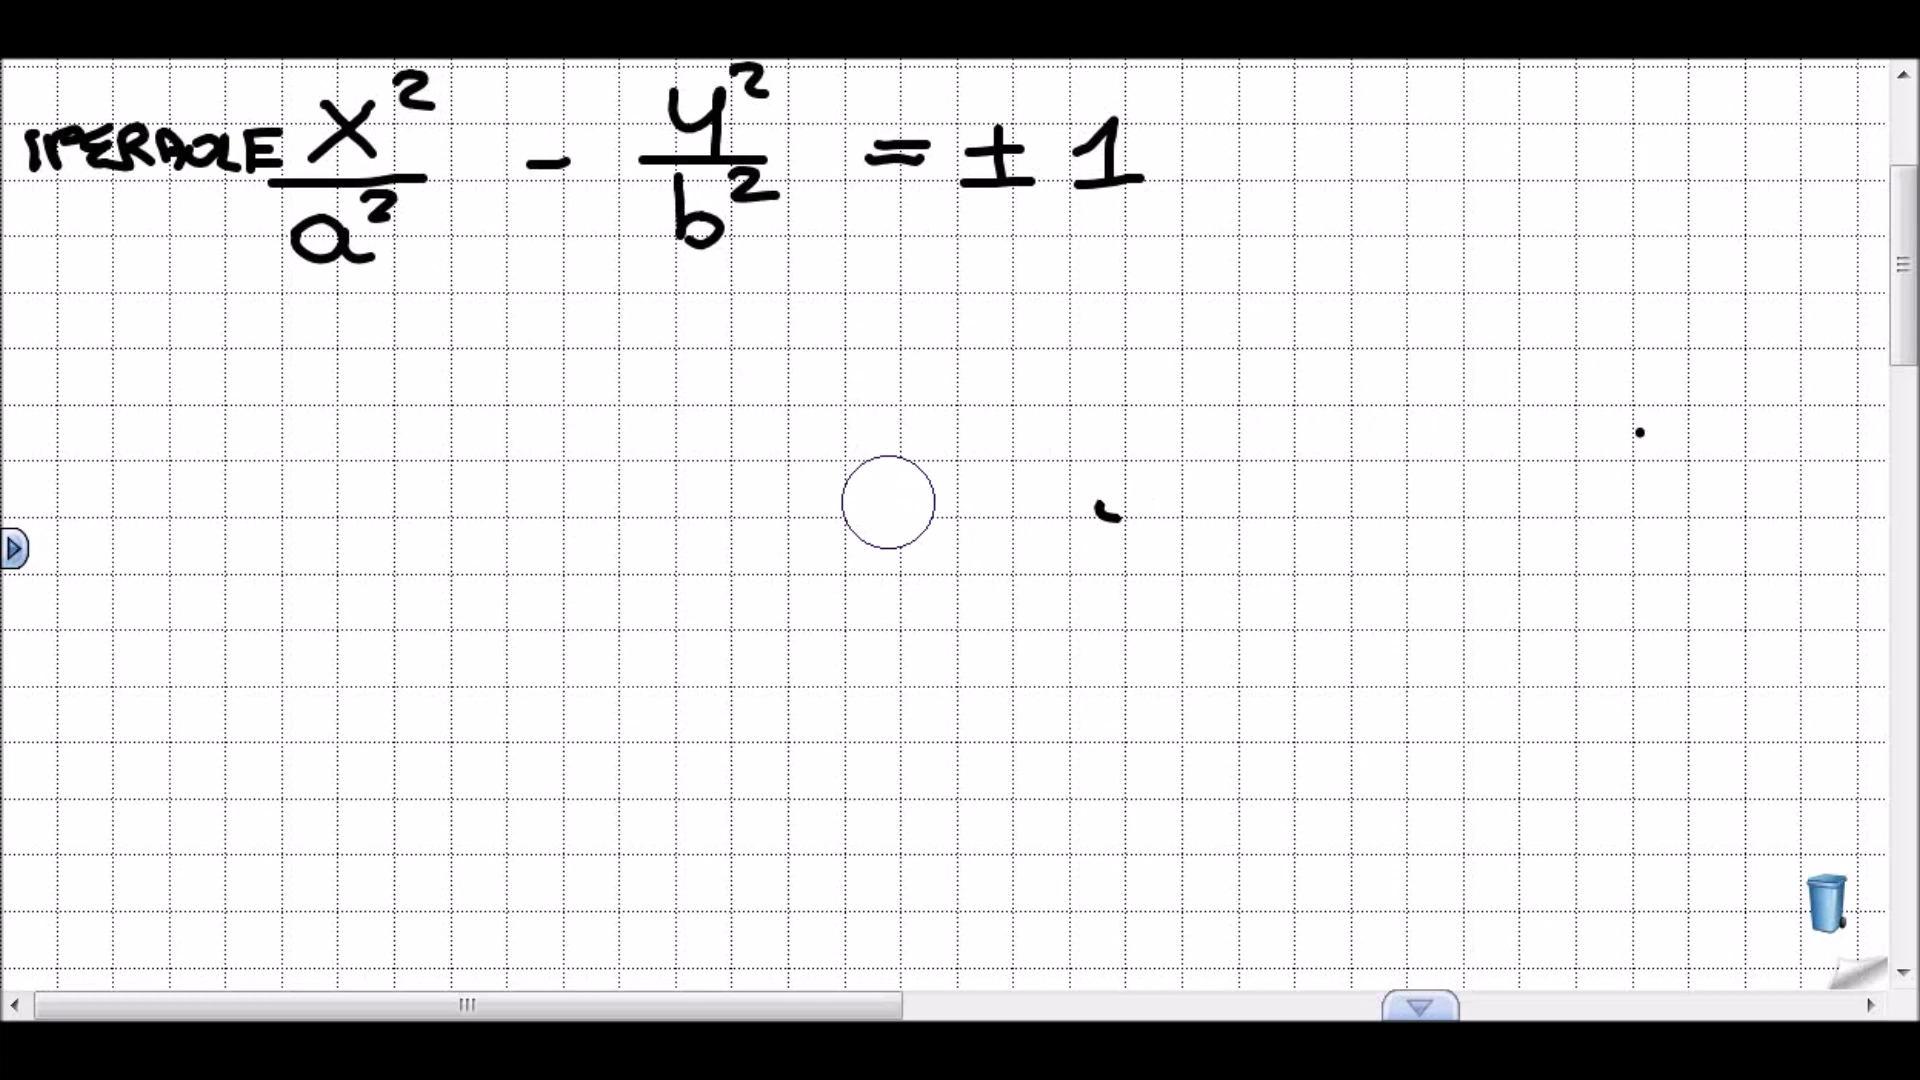 IPERBOLE x²/a² - y²/b² = ± 1